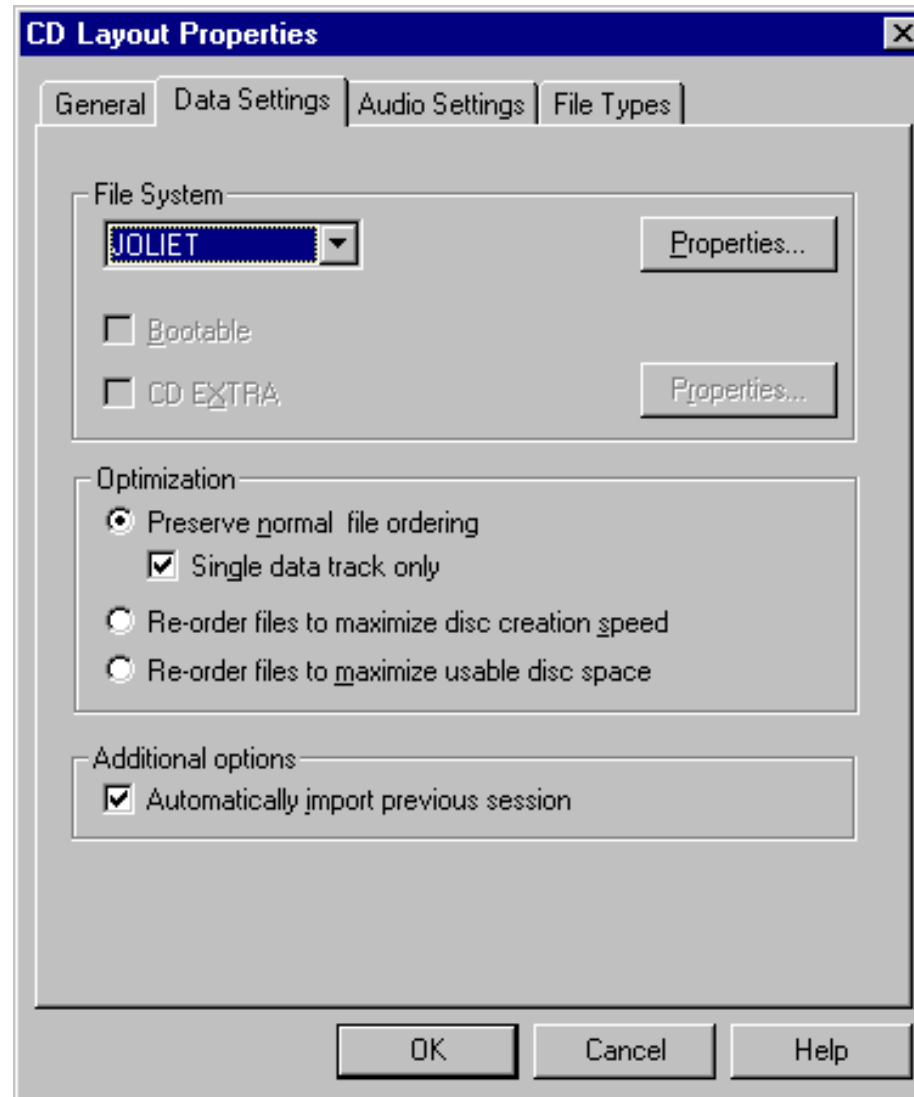 CD Layout Properties
General Data Settings Audio Settings File Types
File System
JOLIET Properties...
Bootable
CD EXTRA Properties...
Optimization
Preserve normal file ordering
Single data track only
Re-order files to maximize disc creation speed
Re-order files to maximize usable disc space
Additional options
Automatically import previous session
OK Cancel Help